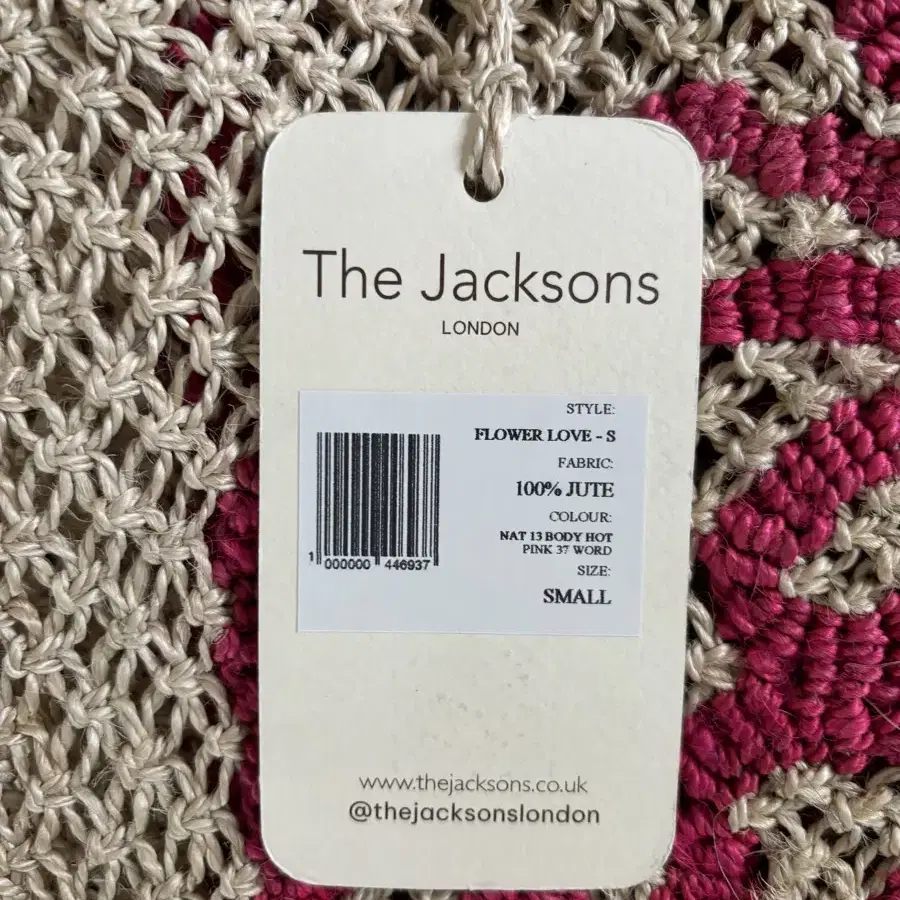 The Jacksons
LONDON
STYLE:
FLOWER LOVE - S
FABRIC:
100% JUTE
COLOUR:
NAT 13 BODY HOT
PINK 37 WORD
SIZE:
SMALL
1 000000 446937
www.thejacksons.co.uk
@thejacksonslondon